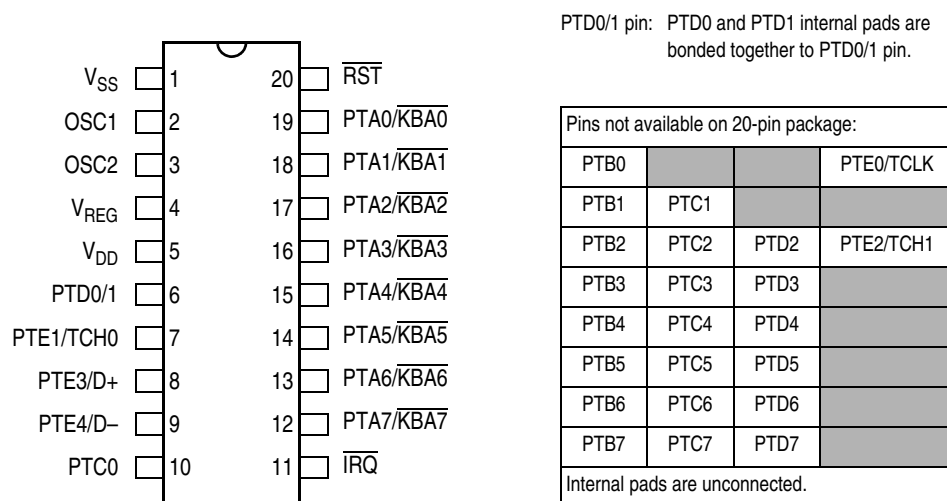 PTD0/1 pin: PTD0 and PTD1 internal pads are
bonded together to PTD0/1 pin.
VSS 1 20 RST
OSC1 2 19 PTA0/KBA0
OSC2 3 18 PTA1/KBA1
VREG 4 17 PTA2/KBA2
VDD 5 16 PTA3/KBA3
PTD0/1 6 15 PTA4/KBA4
PTE1/TCH0 7 14 PTA5/KBA5
PTE3/D+ 8 13 PTA6/KBA6
PTE4/D– 9 12 PTA7/KBA7
PTC0 10 11 IRQ
Pins not available on 20-pin package:
PTB0 PTE0/TCLK
PTB1 PTC1
PTB2 PTC2 PTD2 PTE2/TCH1
PTB3 PTC3 PTD3
PTB4 PTC4 PTD4
PTB5 PTC5 PTD5
PTB6 PTC6 PTD6
PTB7 PTC7 PTD7
Internal pads are unconnected.